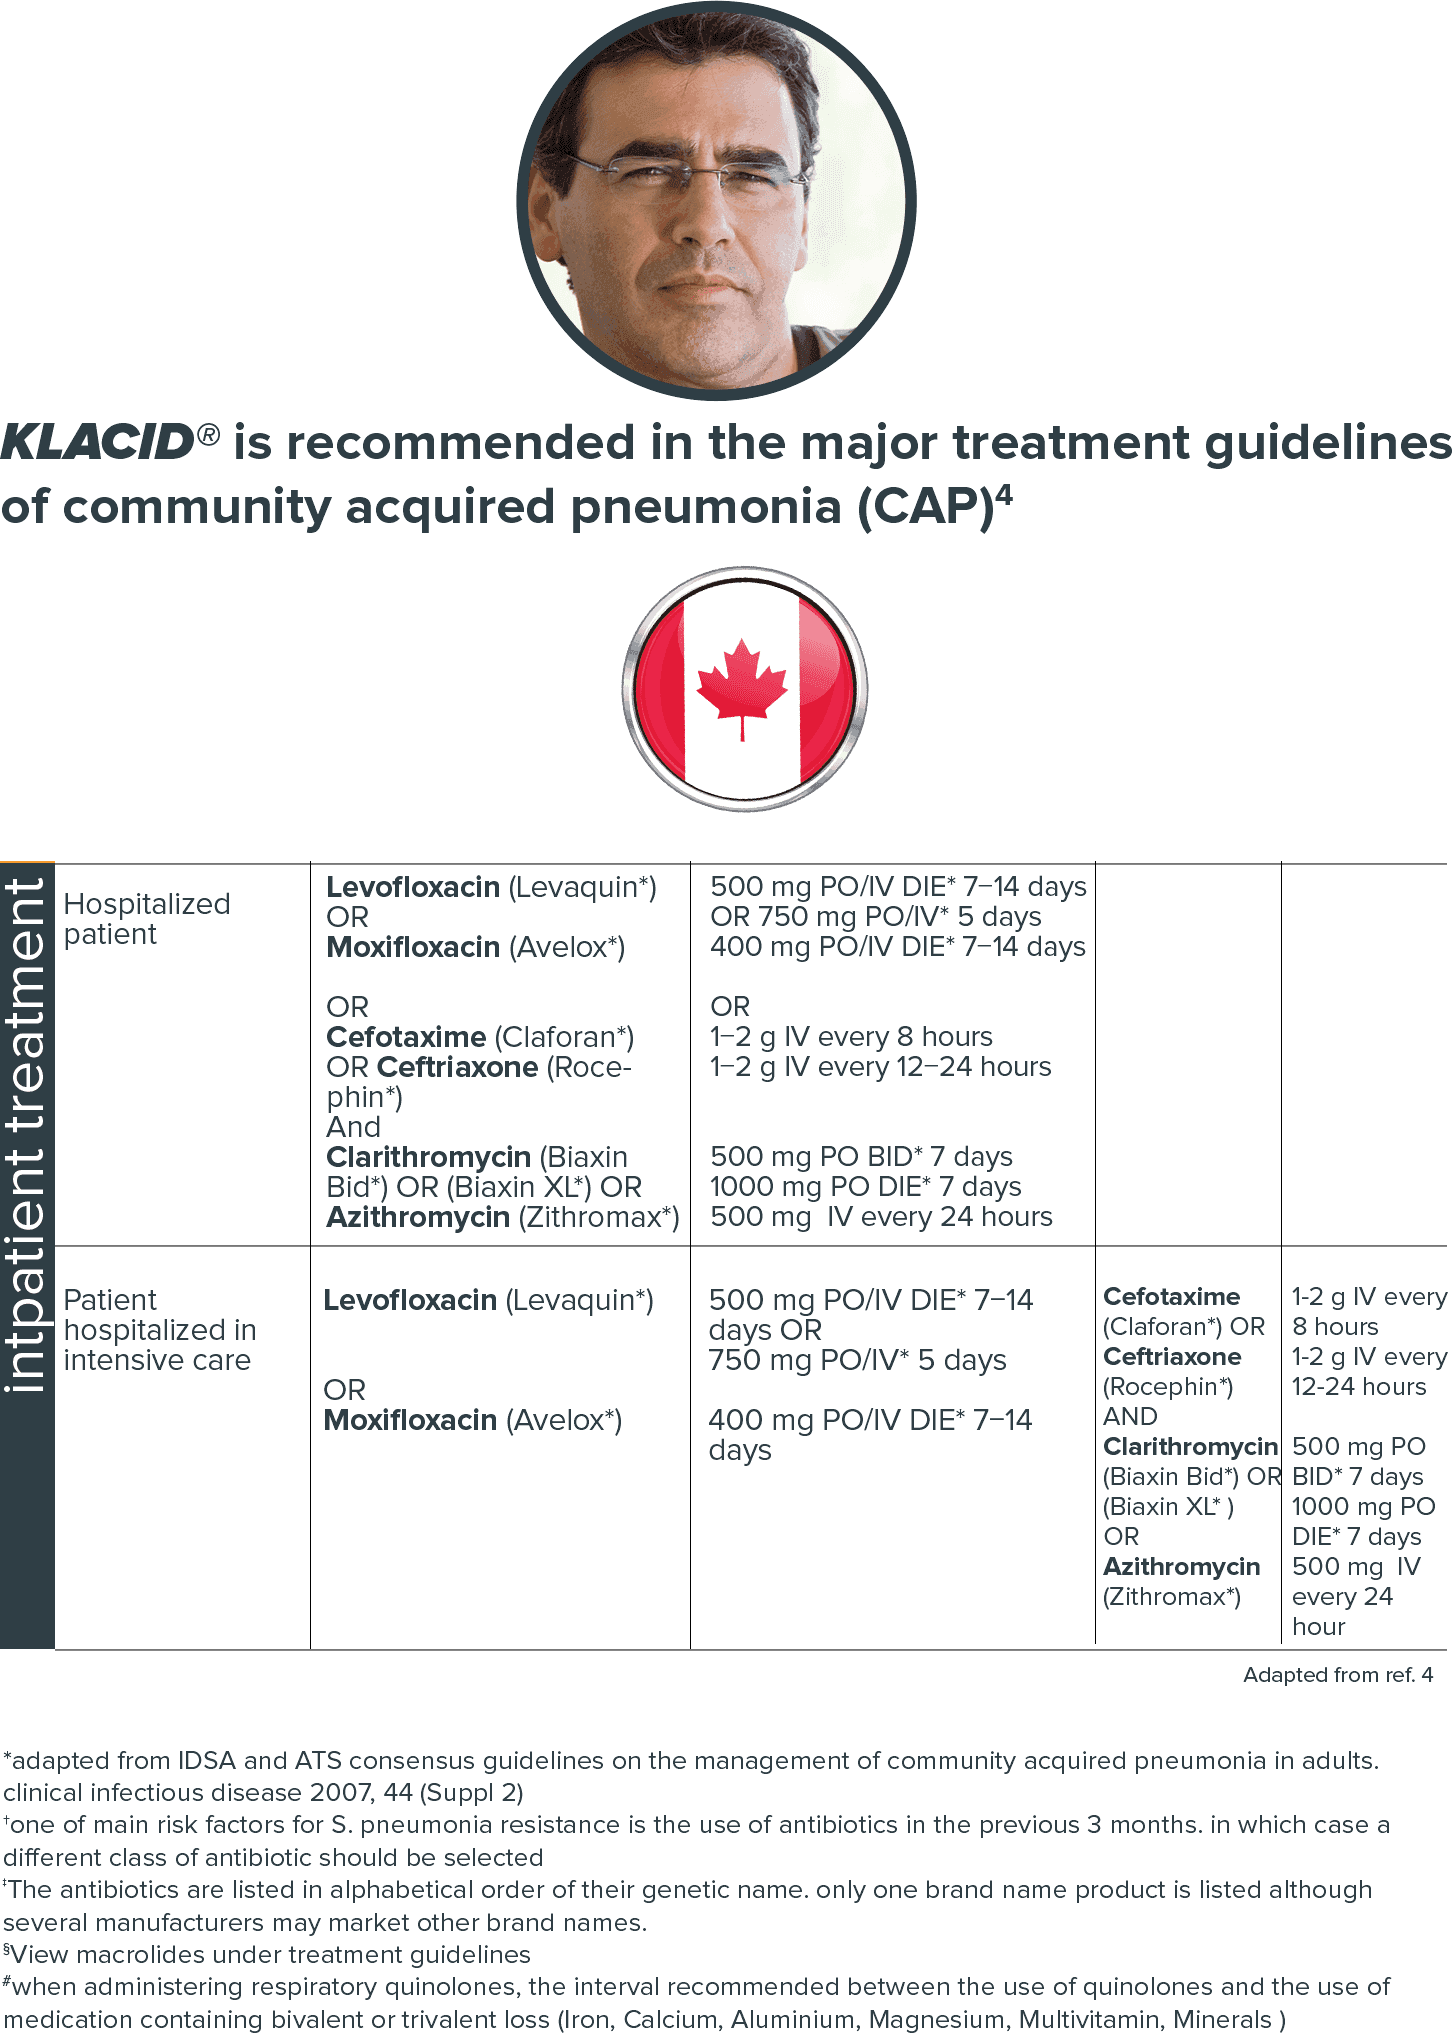 KLACID® is recommended in the major treatment guidelines
of community acquired pneumonia (CAP)4
intpatient treatment
Hospitalized
patient
Levofloxacin (Levaquin*)
OR
Moxifloxacin (Avelox*)
OR
Cefotaxime (Claforan*)
OR Ceftriaxone (Roce-
phin*)
And
Clarithromycin (Biaxin
Bid*) OR (Biaxin XL*) OR
Azithromycin (Zithromax*)
500 mg PO/IV DIE* 7–14 days
OR 750 mg PO/IV* 5 days
400 mg PO/IV DIE* 7–14 days
OR
1–2 g IV every 8 hours
1–2 g IV every 12–24 hours
500 mg PO BID* 7 days
1000 mg PO DIE* 7 days
500 mg  IV every 24 hours
Patient
hospitalized in
intensive care
Levofloxacin (Levaquin*)
OR
Moxifloxacin (Avelox*)
500 mg PO/IV DIE* 7–14
days OR
750 mg PO/IV* 5 days
400 mg PO/IV DIE* 7–14
days
Cefotaxime
(Claforan*) OR
Ceftriaxone
(Rocephin*)
AND
Clarithromycin
(Biaxin Bid*) OR
(Biaxin XL* )
OR
Azithromycin
(Zithromax*)
1-2 g IV every
8 hours
1-2 g IV every
12-24 hours
500 mg PO
BID* 7 days
1000 mg PO
DIE* 7 days
500 mg  IV
every 24
hour
Adapted from ref. 4
*adapted from IDSA and ATS consensus guidelines on the management of community acquired pneumonia in adults.
clinical infectious disease 2007, 44 (Suppl 2)
†one of main risk factors for S. pneumonia resistance is the use of antibiotics in the previous 3 months. in which case a
different class of antibiotic should be selected
‡The antibiotics are listed in alphabetical order of their genetic name. only one brand name product is listed although
several manufacturers may market other brand names.
§View macrolides under treatment guidelines
#when administering respiratory quinolones, the interval recommended between the use of quinolones and the use of
medication containing bivalent or trivalent loss (Iron, Calcium, Aluminium, Magnesium, Multivitamin, Minerals )